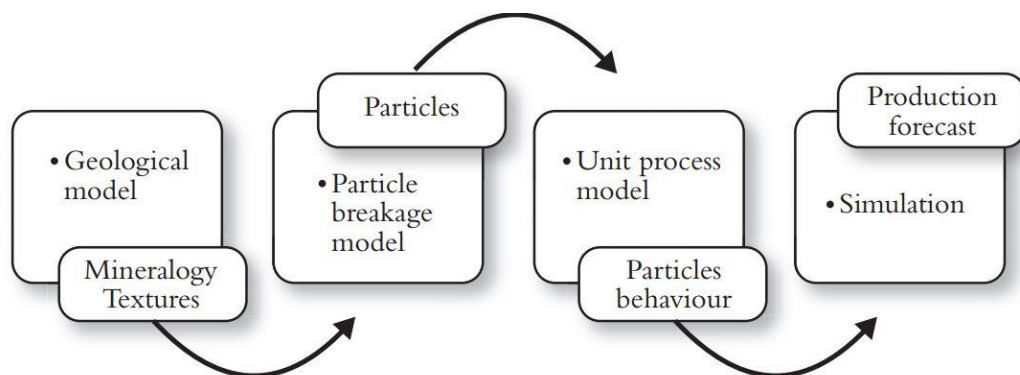 • Geological
model
Mineralogy
Textures
Particles
• Particle
breakage
model
• Unit process
model
Particles
behaviour
Production
forecast
• Simulation